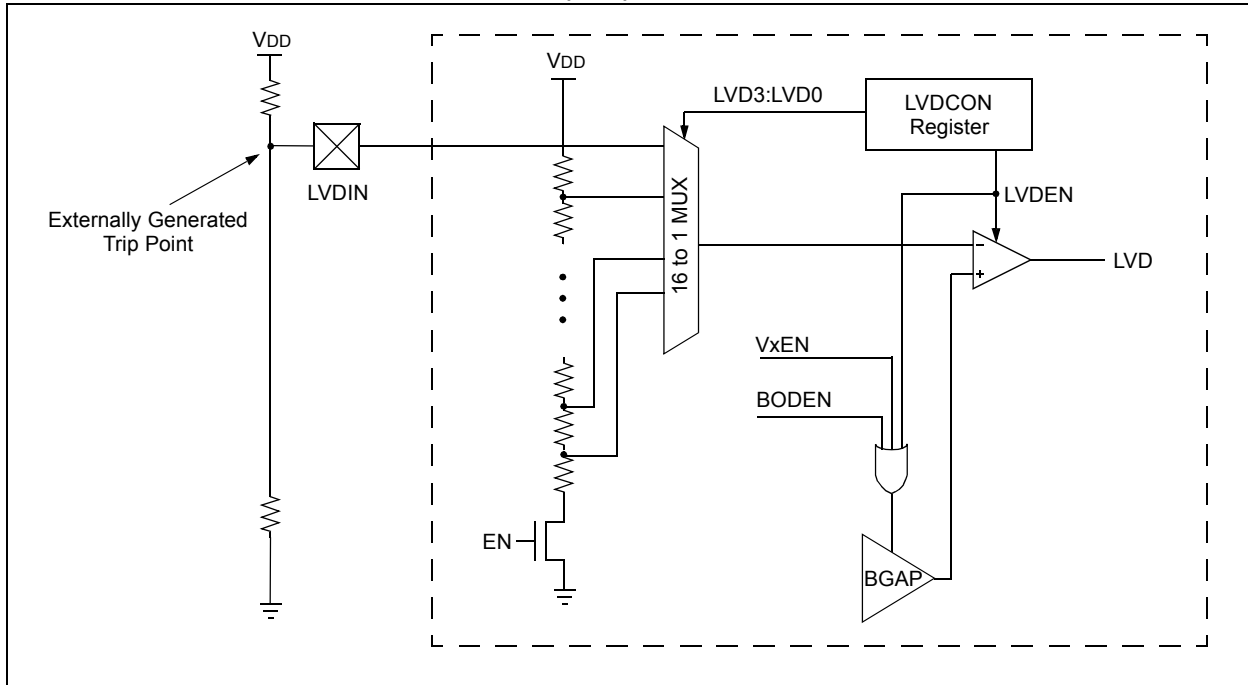 VDD
VDD
LVD3:LVD0
LVDCON
Register
LVDIN
16 to 1 MUX
LVDEN
Externally Generated
Trip Point
−
+
LVD
VxEN
BODEN
EN
BGAP